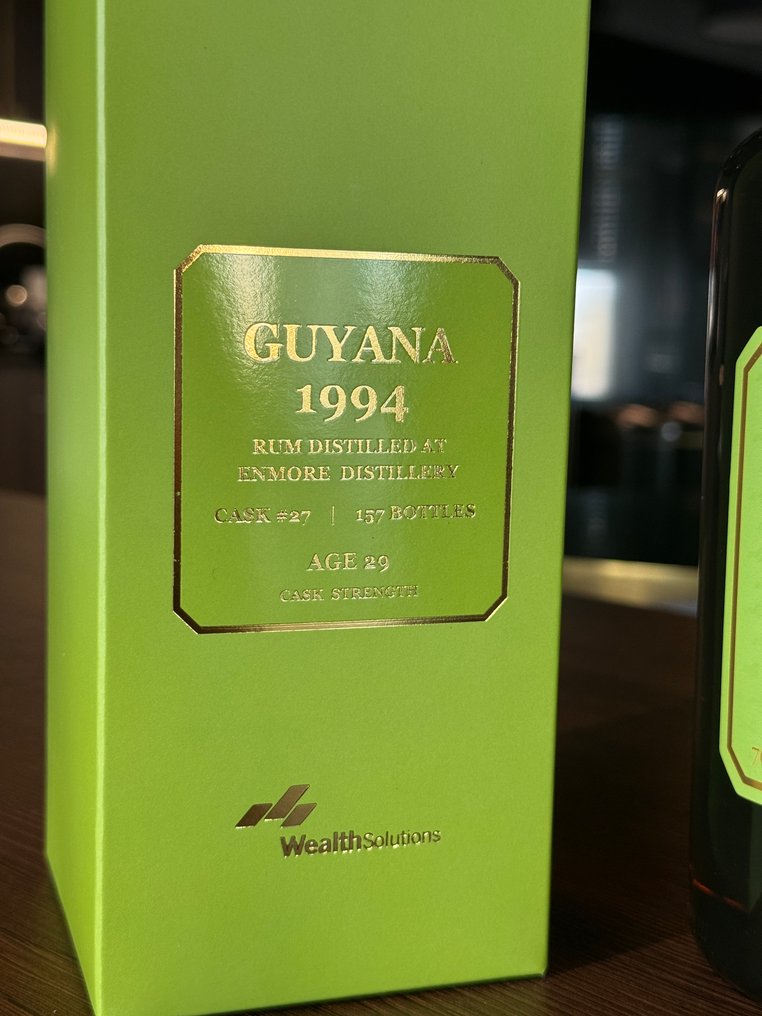 GUYANA
1994
RUM DISTILLED AT
ENMORE DISTILLERY
CASK #27 | 157 BOTTLES
AGE 29
CASK STRENGTH
WealthSolutions